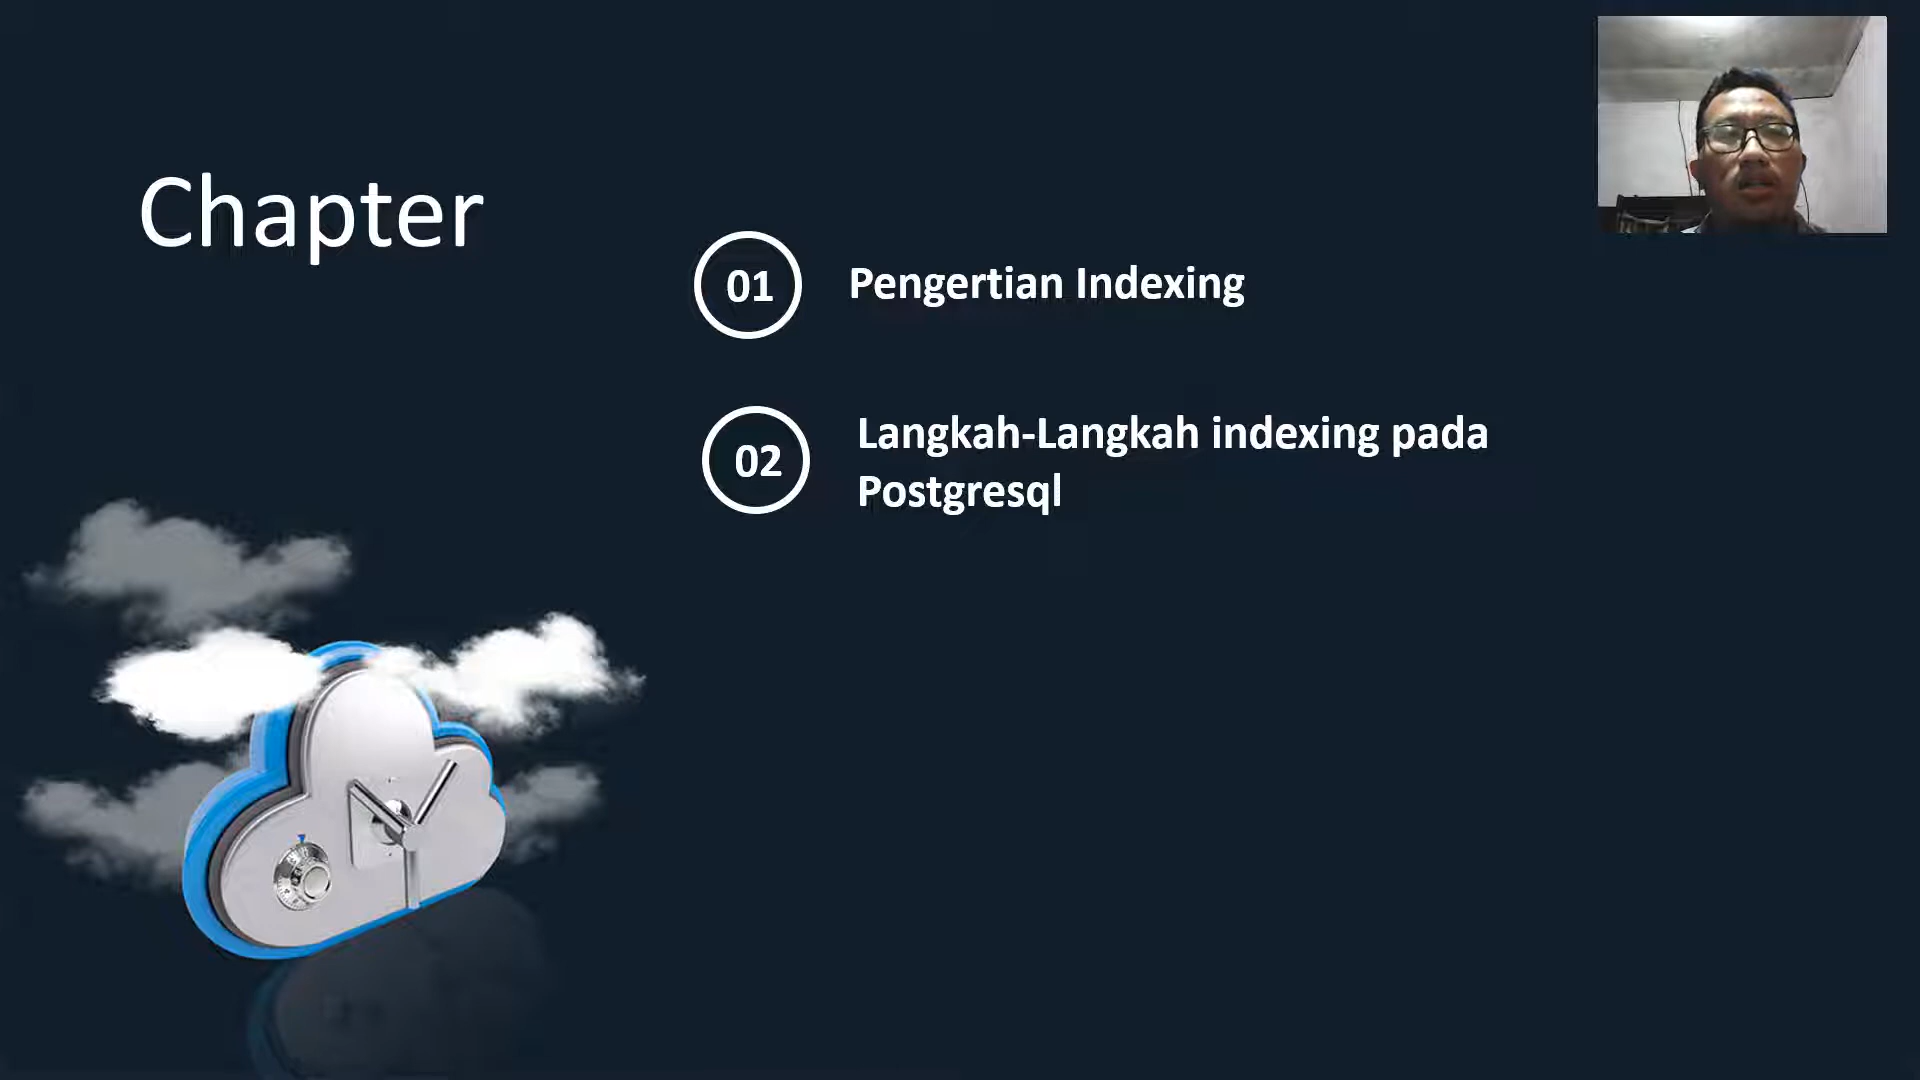 Chapter
01
Pengertian Indexing
02
Langkah-Langkah indexing pada
Postgresql